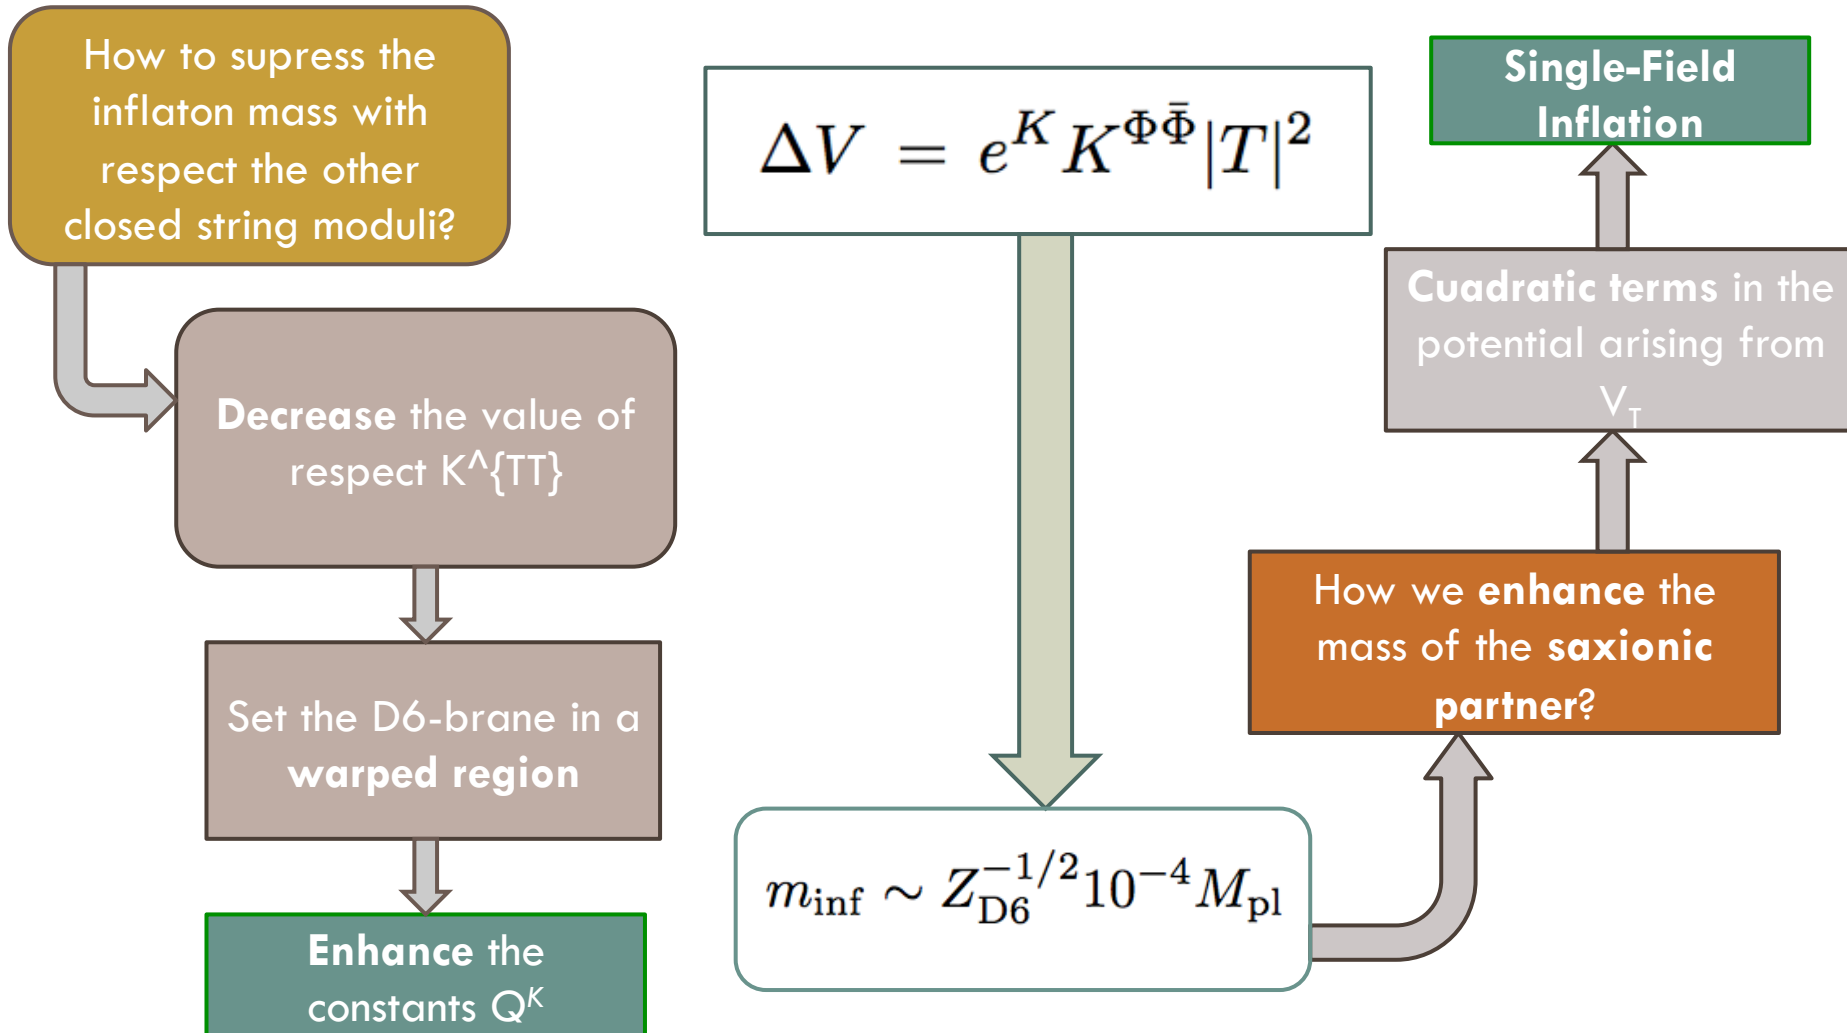 How to supress the
inflaton mass with
respect the other
closed string moduli?
Decrease the value of
respect K^{TT}
Set the D6-brane in a
warped region
Enhance the
constants Q^K
ΔV = e^K K^{ΦΦ̄}|T|^2
m_inf ∼ Z_{D6}^{-1/2} 10^{-4} M_pl
How we enhance the
mass of the saxionic
partner?
Cuadratic terms in the
potential arising from
V_T
Single-Field
Inflation